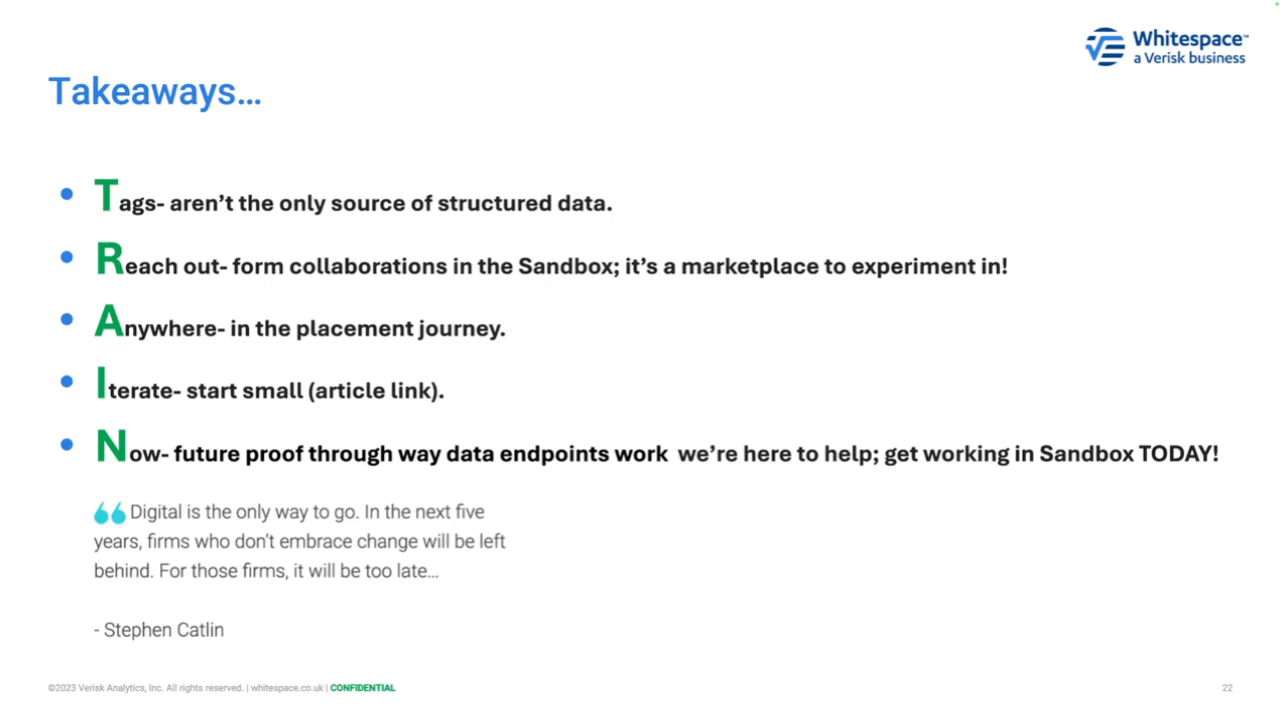 Whitespace™
a Verisk business
Takeaways...
• Tags- aren't the only source of structured data.
• Reach out- form collaborations in the Sandbox; it's a marketplace to experiment in!
• Anywhere- in the placement journey.
• Iterate- start small (article link).
• Now- future proof through way data endpoints work  we're here to help; get working in Sandbox TODAY!
“Digital is the only way to go. In the next five
years, firms who don't embrace change will be left
behind. For those firms, it will be too late...
- Stephen Catlin
©2023 Verisk Analytics, Inc. All rights reserved. | whitespace.co.uk | CONFIDENTIAL
22